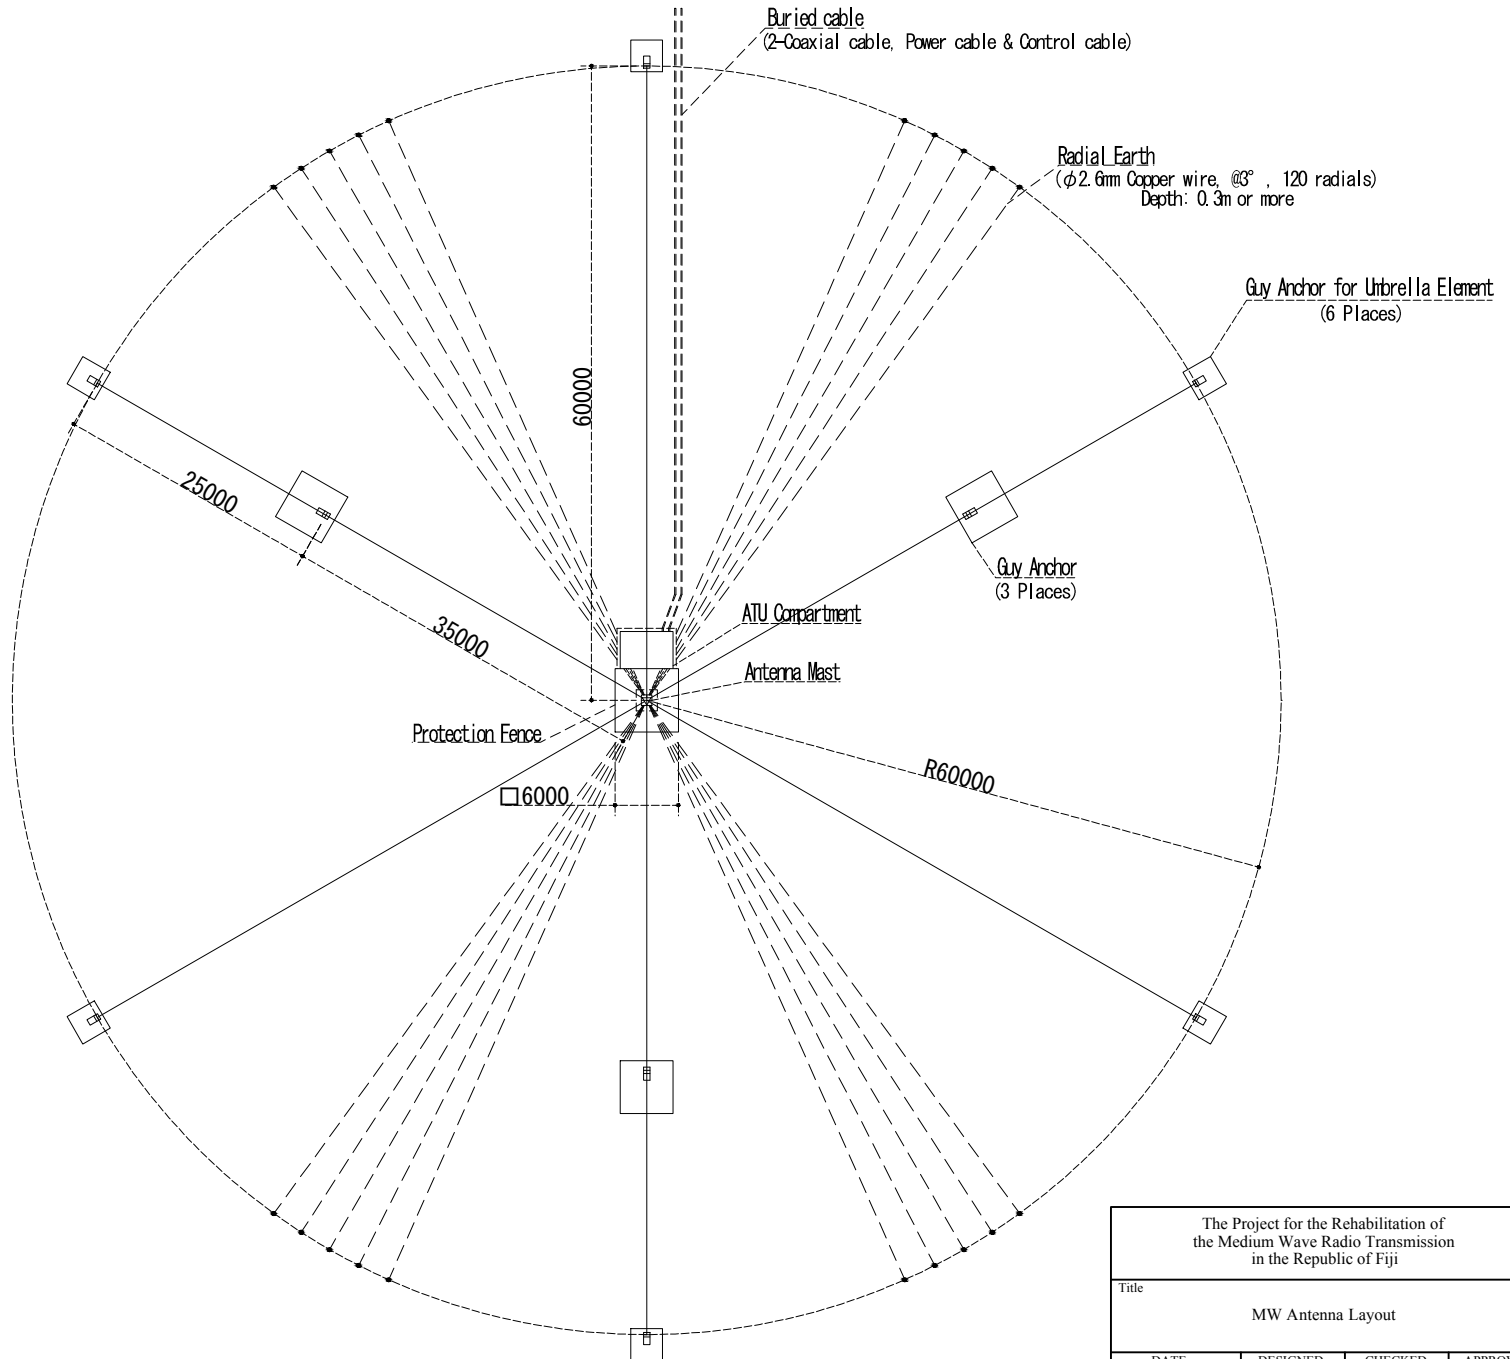 Buried cable
(2-Coaxial cable, Power cable & Control cable)
Radial Earth
(φ2.6mm Copper wire, @3° , 120 radials)
Depth: 0.3m or more
Guy Anchor for Umbrella Element
(6 Places)
60000
25000
Guy Anchor
(3 Places)
35000
ATU Compartment
Antenna Mast
Protection Fence
R60000
□6000
The Project for the Rehabilitation of
the Medium Wave Radio Transmission
in the Republic of Fiji
Title
MW Antenna Layout
DATE DESIGNED CHECKED